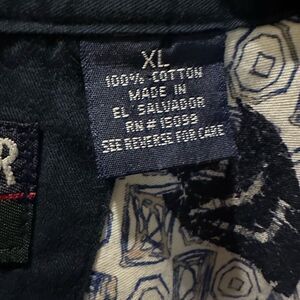 XL
100% COTTON
MADE IN
EL SALVADOR
RN # 15099
SEE REVERSE FOR CARE
R